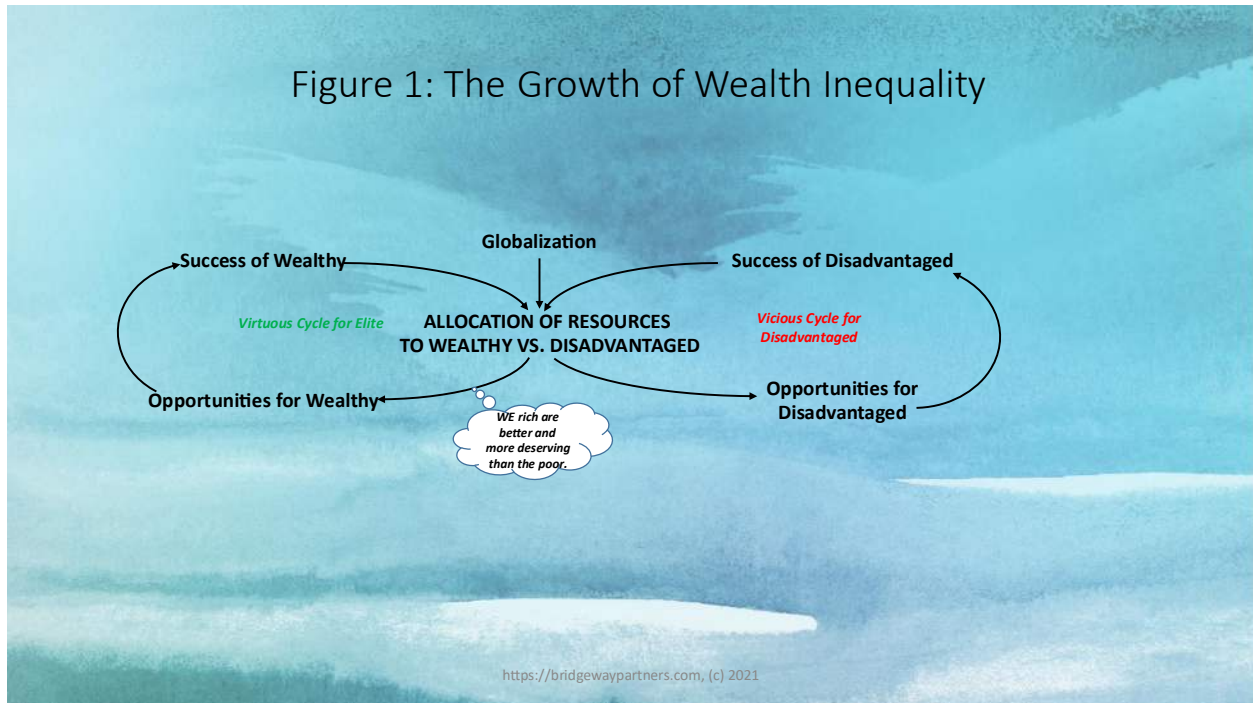 Figure 1: The Growth of Wealth Inequality
Globalization
Success of Wealthy
Success of Disadvantaged
Virtuous Cycle for Elite
ALLOCATION OF RESOURCES
TO WEALTHY VS. DISADVANTAGED
Vicious Cycle for
Disadvantaged
Opportunities for Wealthy
Opportunities for
Disadvantaged
WE rich are
better and
more deserving
than the poor.
https://bridgewaypartners.com, (c) 2021